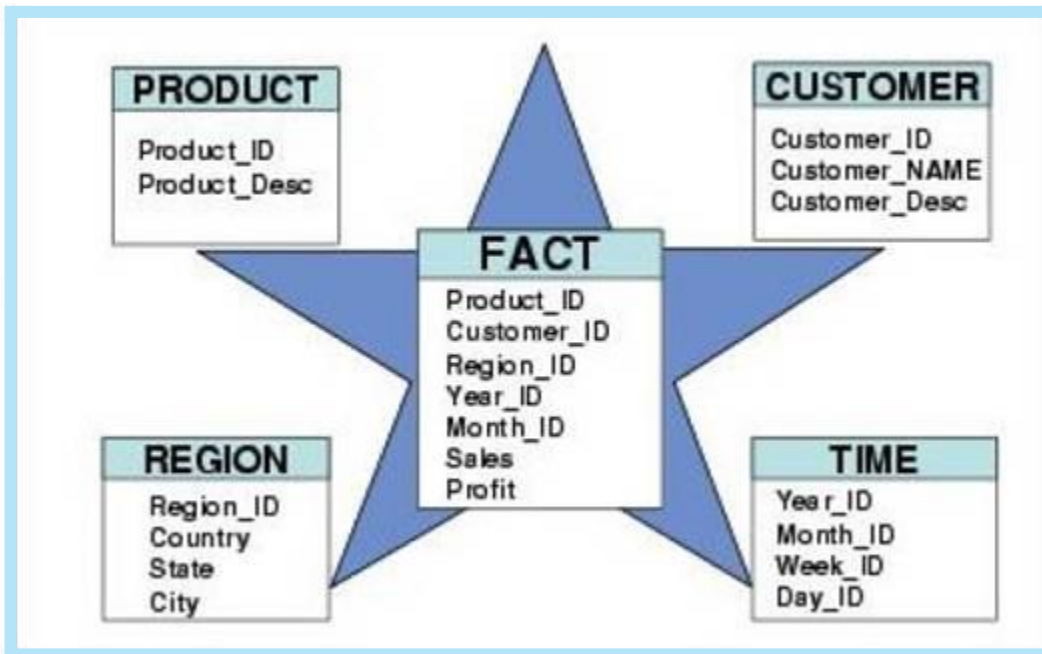 PRODUCT
Product_ID
Product_Desc
CUSTOMER
Customer_ID
Customer_NAME
Customer_Desc
FACT
Product_ID
Customer_ID
Region_ID
Year_ID
Month_ID
Sales
Profit
REGION
Region_ID
Country
State
City
TIME
Year_ID
Month_ID
Week_ID
Day_ID